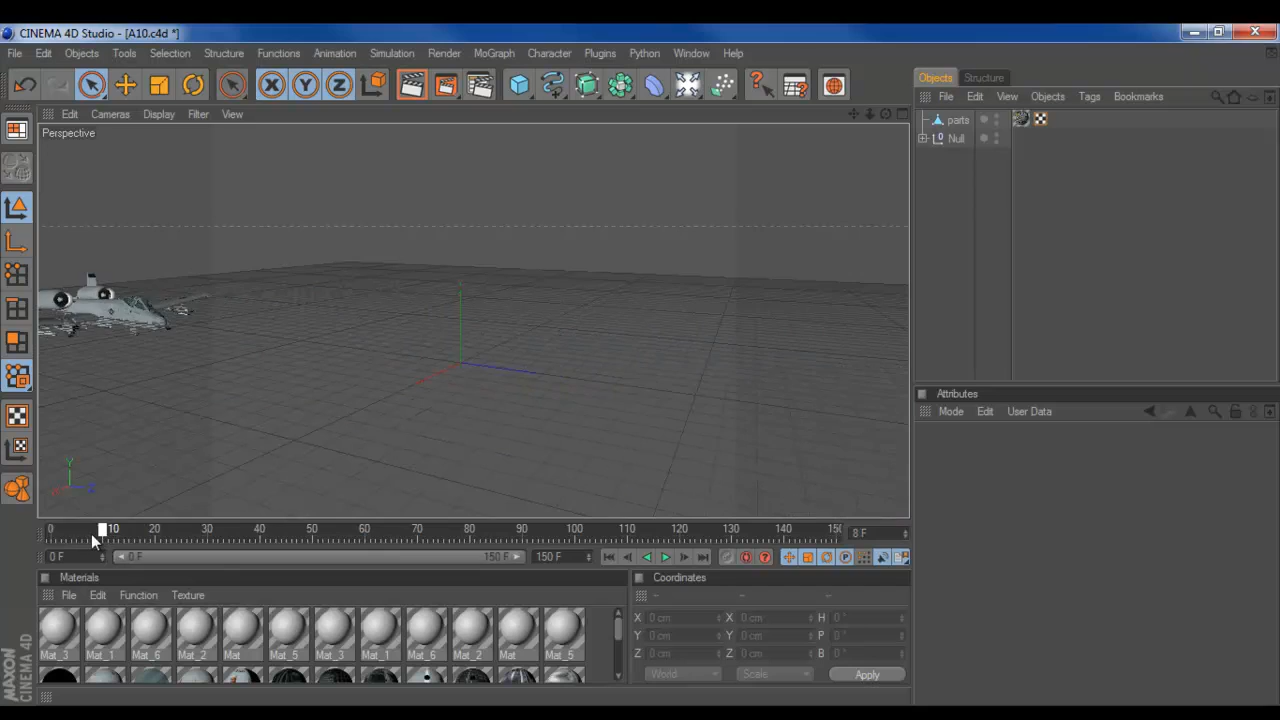 CINEMA 4D Studio - [A10.c4d *]
File Edit Objects Tools Selection Structure Functions Animation Simulation Render MoGraph Character Plugins Python Window Help
Objects Structure
File Edit View Objects Tags Bookmarks
Edit Cameras Display Filter View
Perspective
parts
Null
Attributes
Mode Edit User Data
0 10 20 30 40 50 60 70 80 90 100 110 120 130 140 150 8 F
0 F 0 F 150 F 150 F
Materials
File Edit Function Texture
Mat_3 Mat_1 Mat_6 Mat_2 Mat Mat_5 Mat_3 Mat_1 Mat_6 Mat_2 Mat Mat_5
Coordinates
X 0 cm X 0 cm H 0 °
Y 0 cm Y 0 cm P 0 °
Z 0 cm Z 0 cm B 0 °
World Scale Apply
MAXON
CINEMA 4D
X Y Z
Y